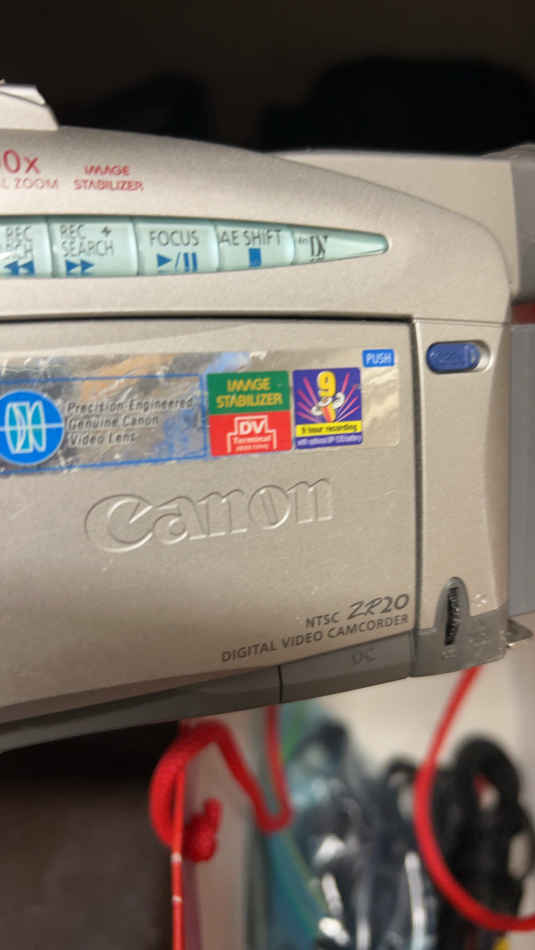 0x
L ZOOM
IMAGE
STABILIZER
REC
REC +
SEARCH
FOCUS
AE SHIFT
Mini DV
PUSH
Precision-Engineered
Genuine Canon
Video Lens
IMAGE
STABILIZER
DV
Terminal
9
9 hour recording
Canon
NTSC ZR20
DIGITAL VIDEO CAMCORDER
DC